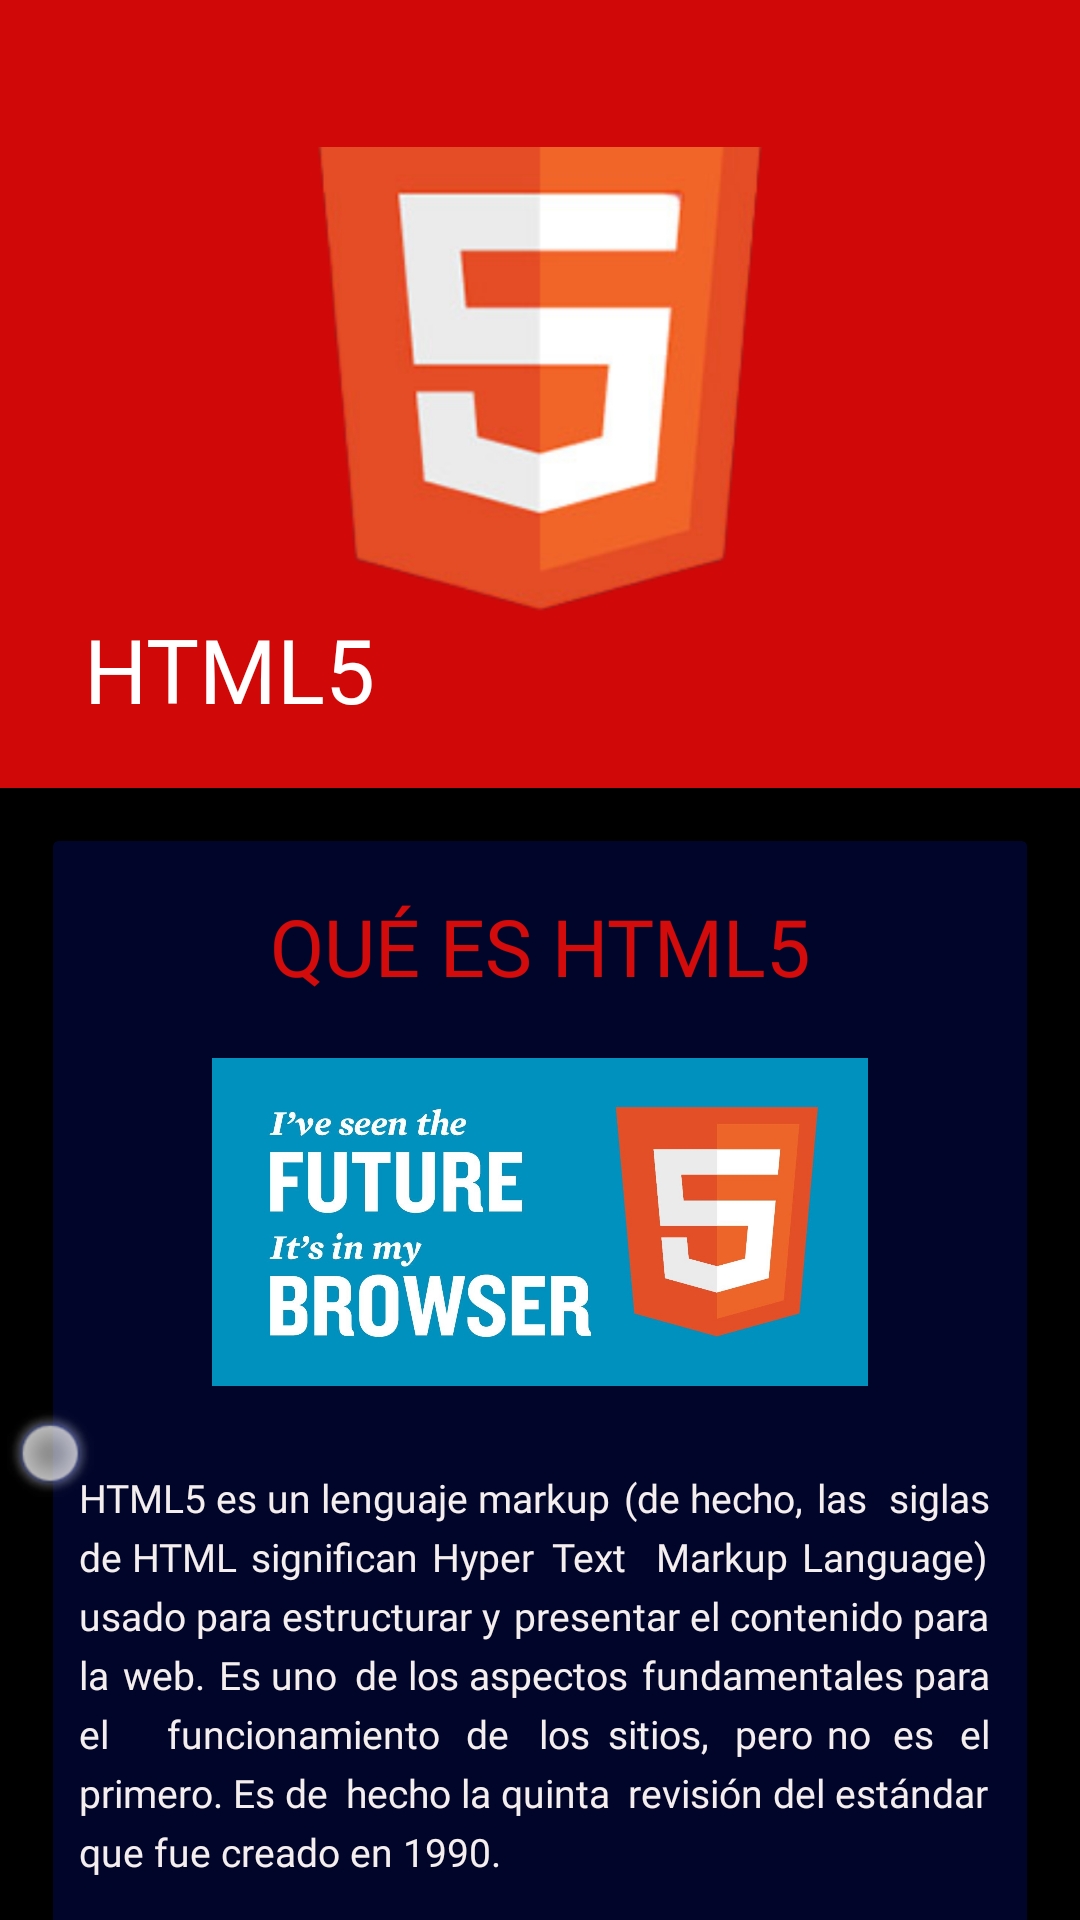 5
HTML5
QUÉ ES HTML5
I've seen the
FUTURE
It's in my
BROWSER
5
HTML5 es un lenguaje markup (de hecho, las siglas
de HTML significan Hyper Text Markup Language)
usado para estructurar y presentar el contenido para
la web. Es uno de los aspectos fundamentales para
el funcionamiento de los sitios, pero no es el
primero. Es de hecho la quinta revisión del estándar
que fue creado en 1990.